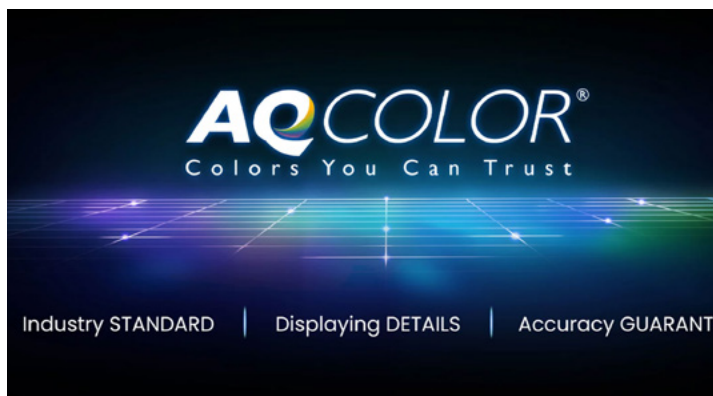 AQCOLOR®
Colors You Can Trust
Industry STANDARD | Displaying DETAILS | Accuracy GUARANT